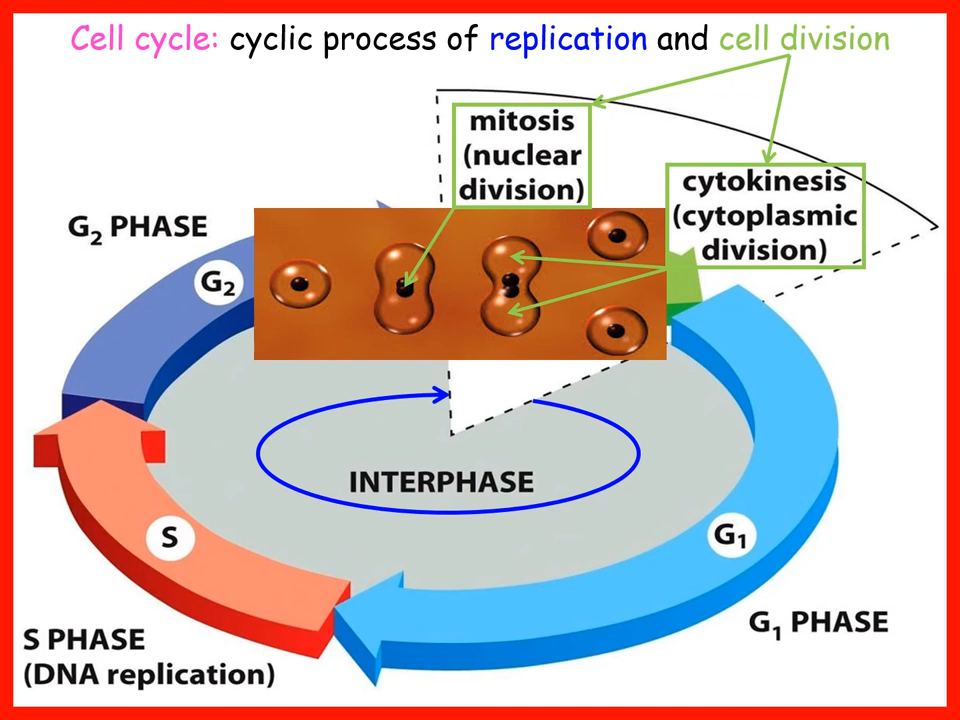 Cell cycle: cyclic process of replication and cell division
mitosis
(nuclear
division)
cytokinesis
(cytoplasmic
division)
G₂ PHASE
G₂
INTERPHASE
S
G₁
G₁ PHASE
S PHASE
(DNA replication)